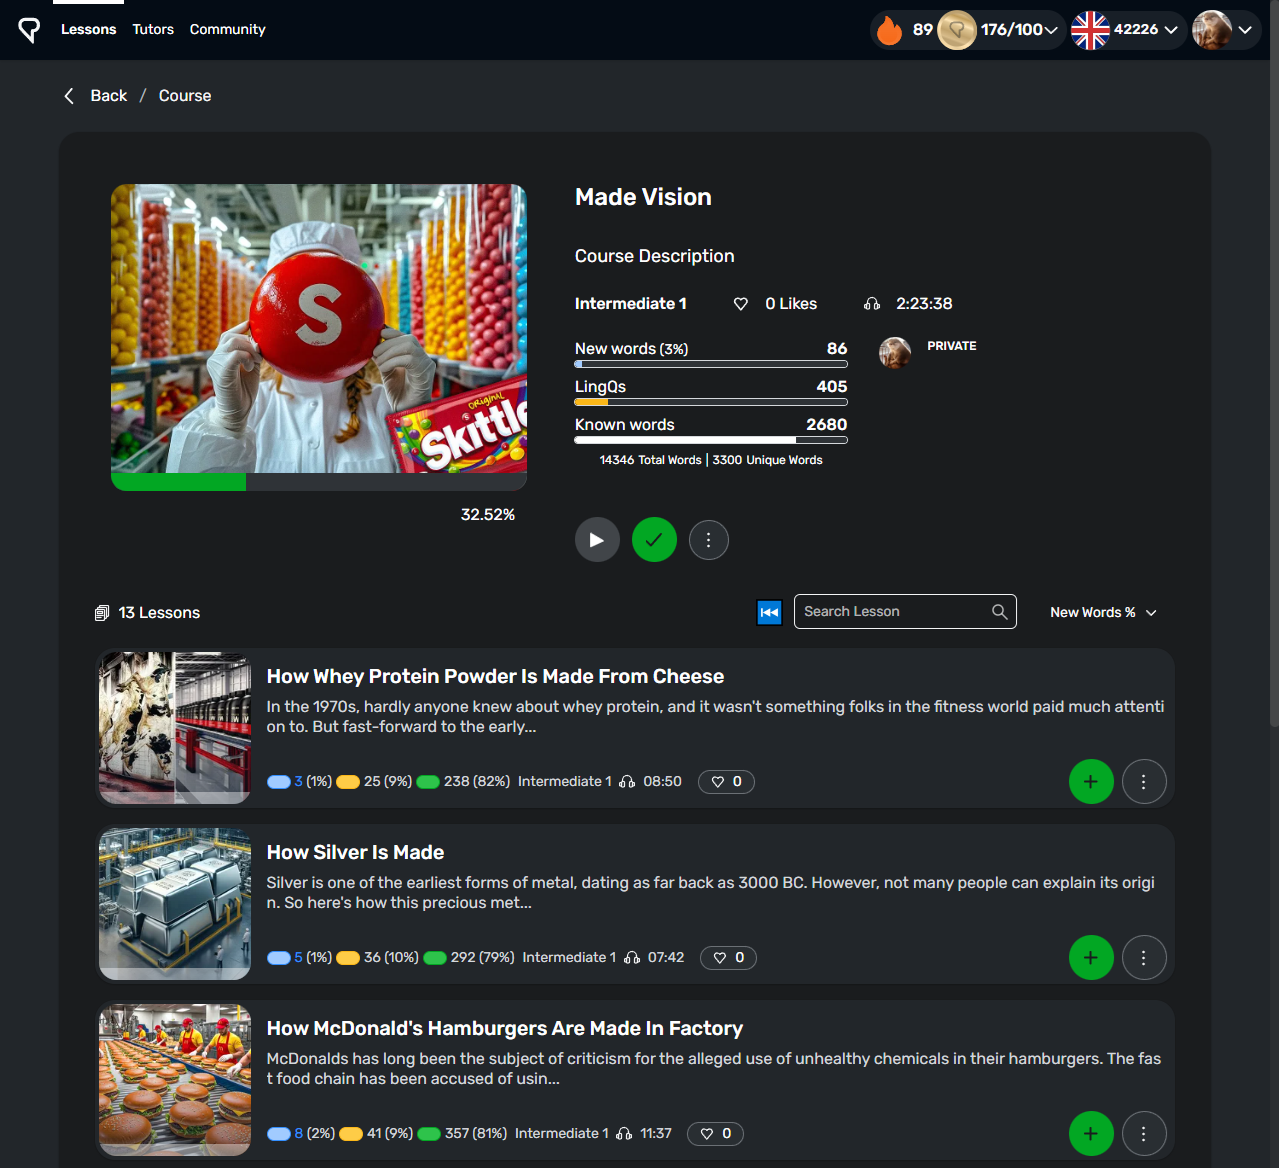 Lessons Tutors Community 89 176/100 42226
Back / Course
Made Vision
Course Description
Intermediate 1 0 Likes 2:23:38
New words (3%) 86
PRIVATE
LingQs 405
Known words 2680
14346 Total Words | 3300 Unique Words
S
ORIGINAL
Skittle
32.52%
13 Lessons Search Lesson New Words %
How Whey Protein Powder Is Made From Cheese
In the 1970s, hardly anyone knew about whey protein, and it wasn't something folks in the fitness world paid much attenti
on to. But fast-forward to the early...
3 (1%) 25 (9%) 238 (82%) Intermediate 1 08:50 0
How Silver Is Made
Silver is one of the earliest forms of metal, dating as far back as 3000 BC. However, not many people can explain its origi
n. So here's how this precious met...
5 (1%) 36 (10%) 292 (79%) Intermediate 1 07:42 0
How McDonald's Hamburgers Are Made In Factory
McDonalds has long been the subject of criticism for the alleged use of unhealthy chemicals in their hamburgers. The fas
t food chain has been accused of usin...
8 (2%) 41 (9%) 357 (81%) Intermediate 1 11:37 0